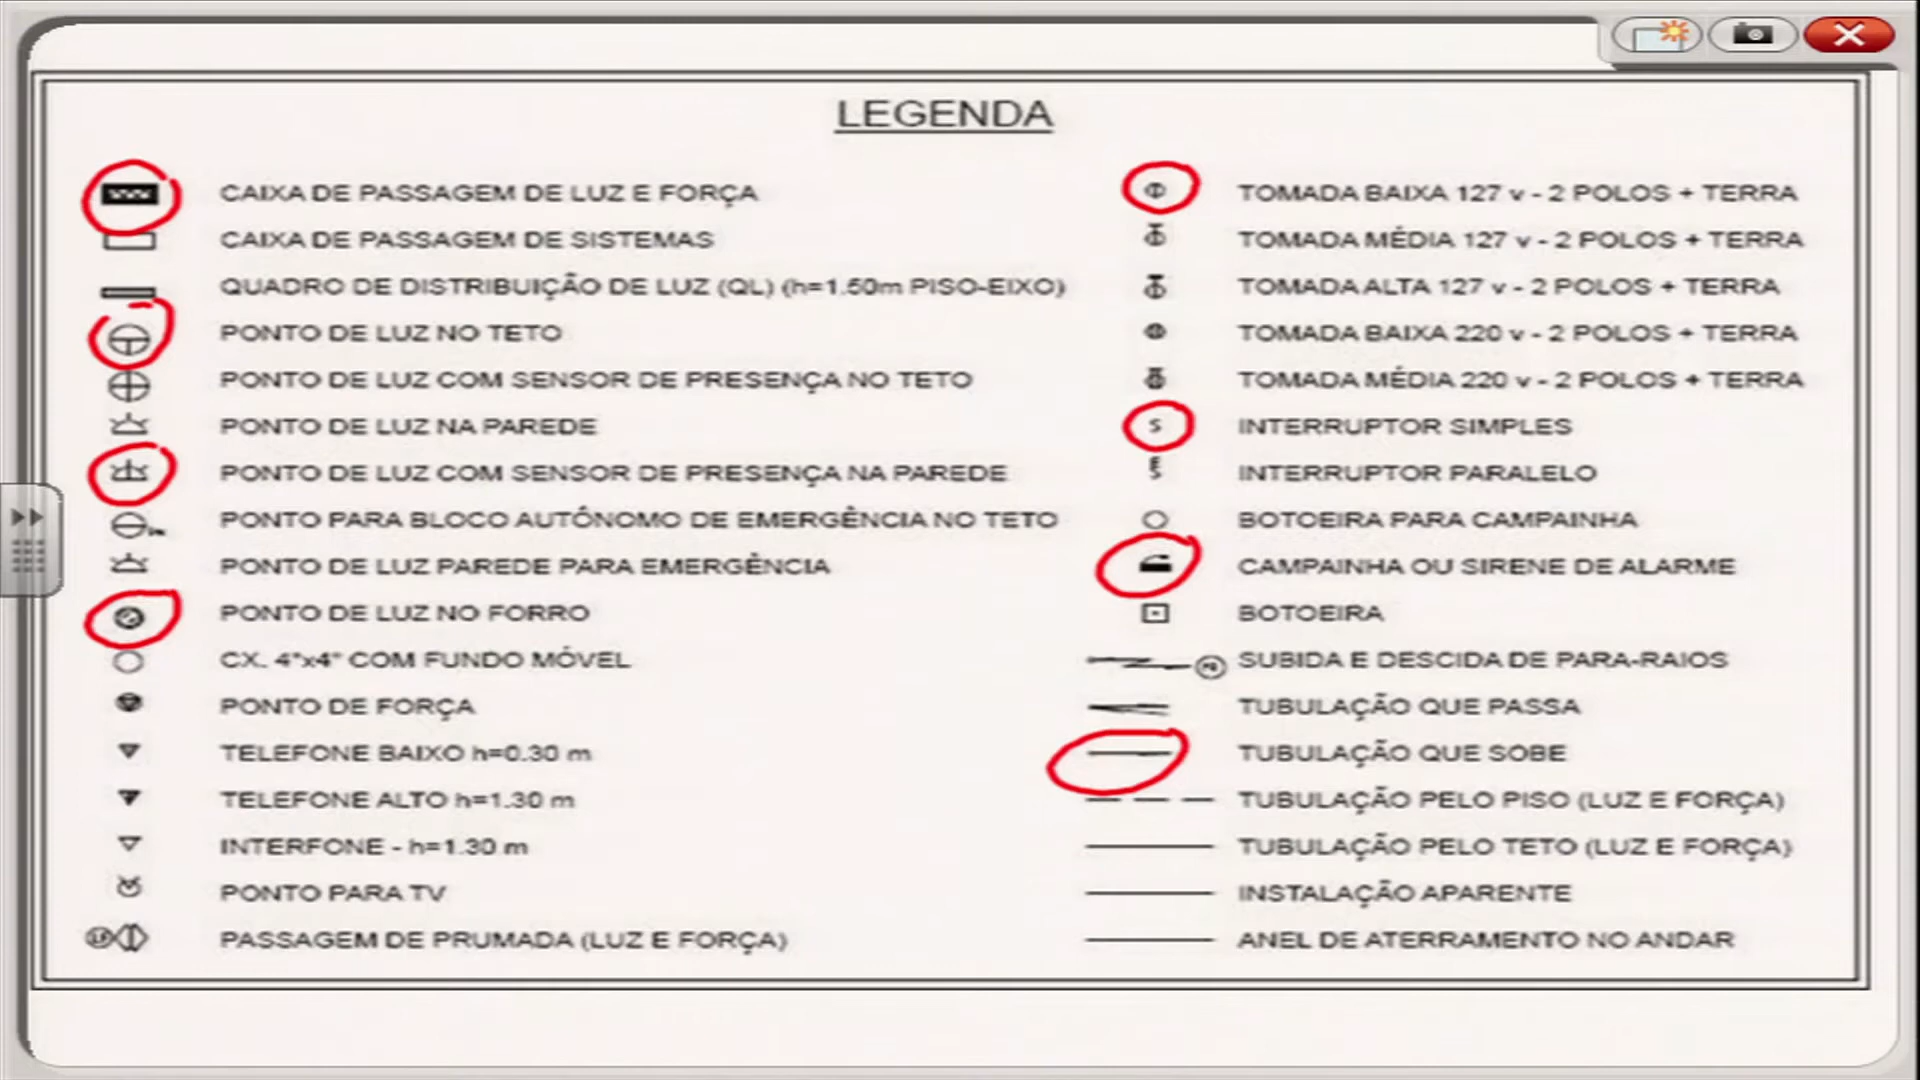 LEGENDA
CAIXA DE PASSAGEM DE LUZ E FORÇA
CAIXA DE PASSAGEM DE SISTEMAS
QUADRO DE DISTRIBUIÇÃO DE LUZ (QL) (h=1.50m PISO-EIXO)
PONTO DE LUZ NO TETO
PONTO DE LUZ COM SENSOR DE PRESENÇA NO TETO
PONTO DE LUZ NA PAREDE
PONTO DE LUZ COM SENSOR DE PRESENÇA NA PAREDE
PONTO PARA BLOCO AUTÔNOMO DE EMERGÊNCIA NO TETO
PONTO DE LUZ PAREDE PARA EMERGÊNCIA
PONTO DE LUZ NO FORRO
CX. 4"x4" COM FUNDO MÓVEL
PONTO DE FORÇA
TELEFONE BAIXO h=0.30 m
TELEFONE ALTO h=1.30 m
INTERFONE - h=1.30 m
PONTO PARA TV
PASSAGEM DE PRUMADA (LUZ E FORÇA)
TOMADA BAIXA 127 v - 2 POLOS + TERRA
TOMADA MÉDIA 127 v - 2 POLOS + TERRA
TOMADA ALTA 127 v - 2 POLOS + TERRA
TOMADA BAIXA 220 v - 2 POLOS + TERRA
TOMADA MÉDIA 220 v - 2 POLOS + TERRA
S INTERRUPTOR SIMPLES
INTERRUPTOR PARALELO
BOTOEIRA PARA CAMPAINHA
CAMPAINHA OU SIRENE DE ALARME
BOTOEIRA
SUBIDA E DESCIDA DE PARA-RAIOS
TUBULAÇÃO QUE PASSA
TUBULAÇÃO QUE SOBE
TUBULAÇÃO PELO PISO (LUZ E FORÇA)
TUBULAÇÃO PELO TETO (LUZ E FORÇA)
INSTALAÇÃO APARENTE
ANEL DE ATERRAMENTO NO ANDAR